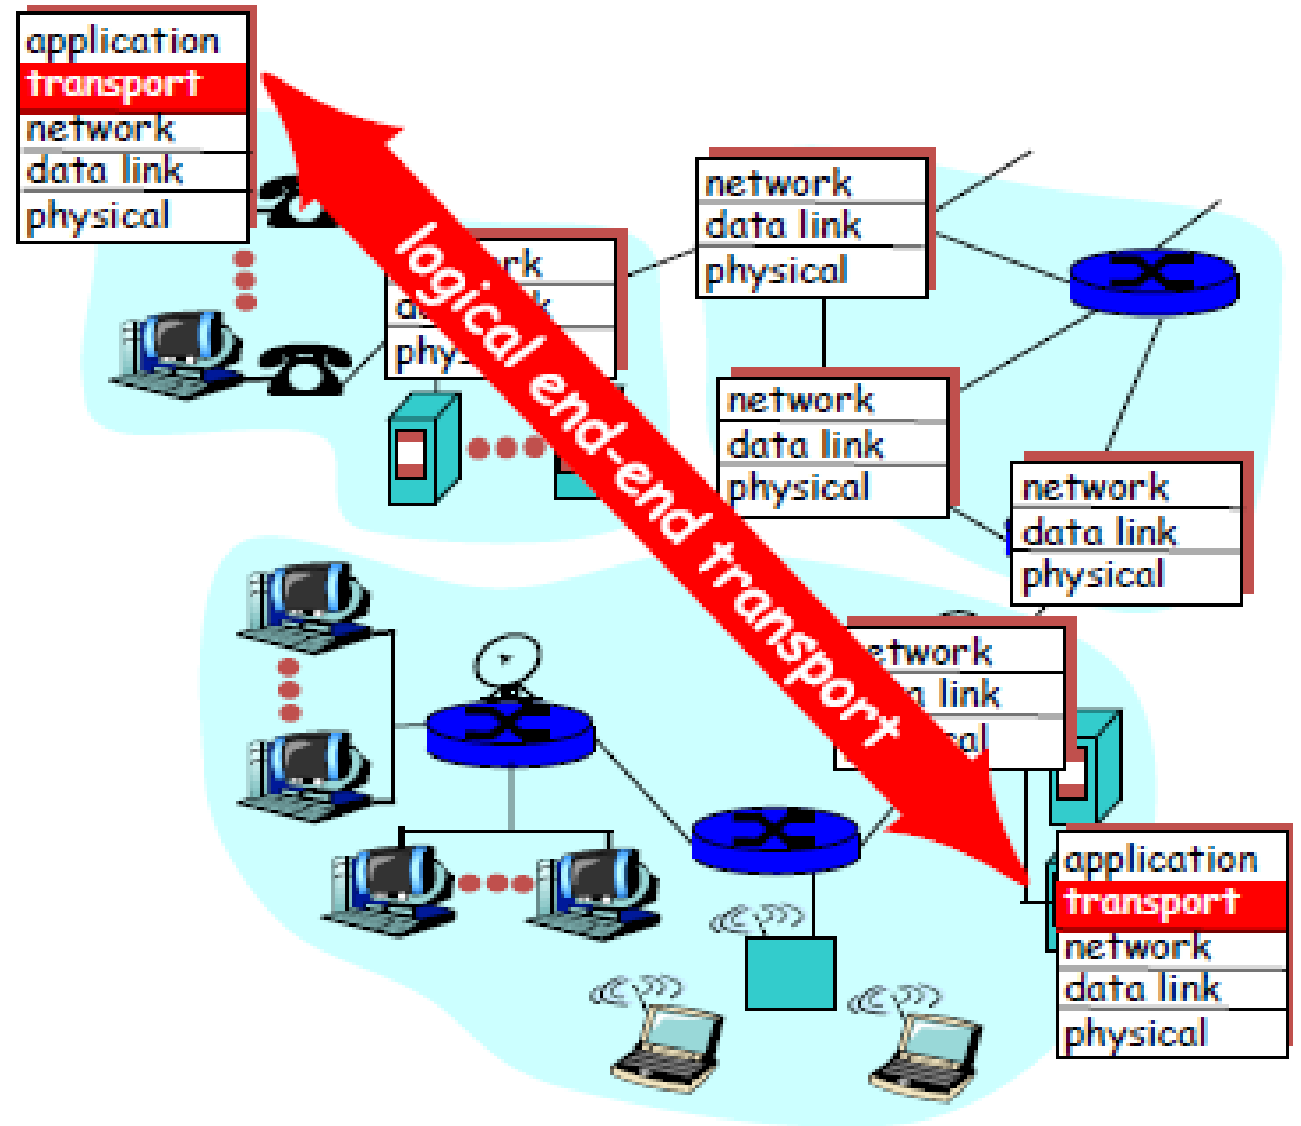 application
transport
network
data link
physical
network
data link
physical
logical end-end transport
network
data link
physical
network
data link
physical
link
application
transport
network
data link
physical